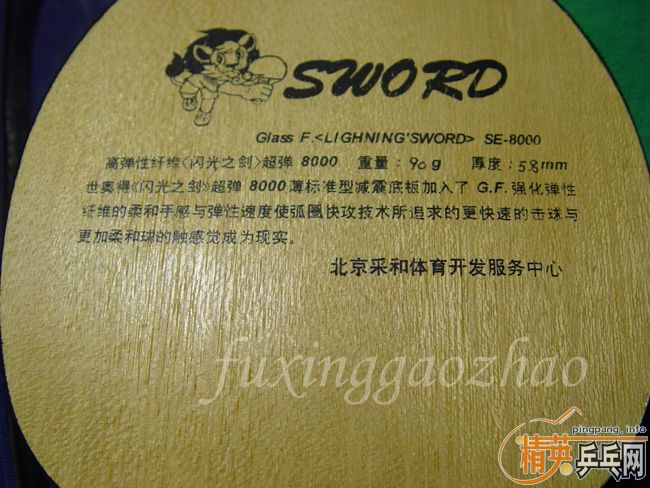 SWORD
Glass F.<LIGHNING'SWORD> SE-8000
高弹性纤维<闪光之剑>超弹 8000 重量:90g 厚度:5.8mm
世奥得<闪光之剑>超弹 8000薄标准型减震底板加入了 G.F.强化弹性
纤维的柔和手感与弹性速度使弧圈快攻技术所追求的更快速的击球与
更加柔和球的触感觉成为现实。
北京采和体育开发服务中心
fuxinggaozhao
pingpang.info
精英乒乓网